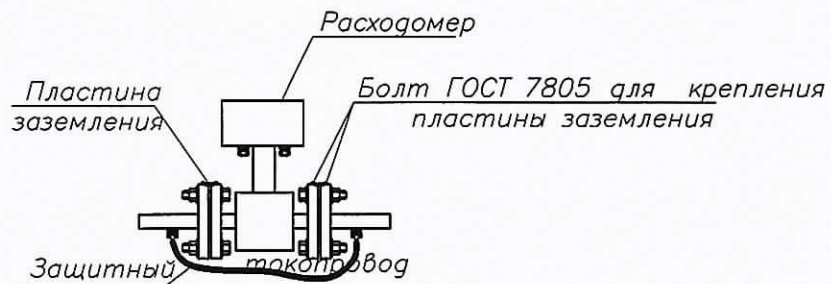 Расходомер
Пластина
заземления
Болт ГОСТ 7805 для крепления
пластины заземления
Защитный токопровод